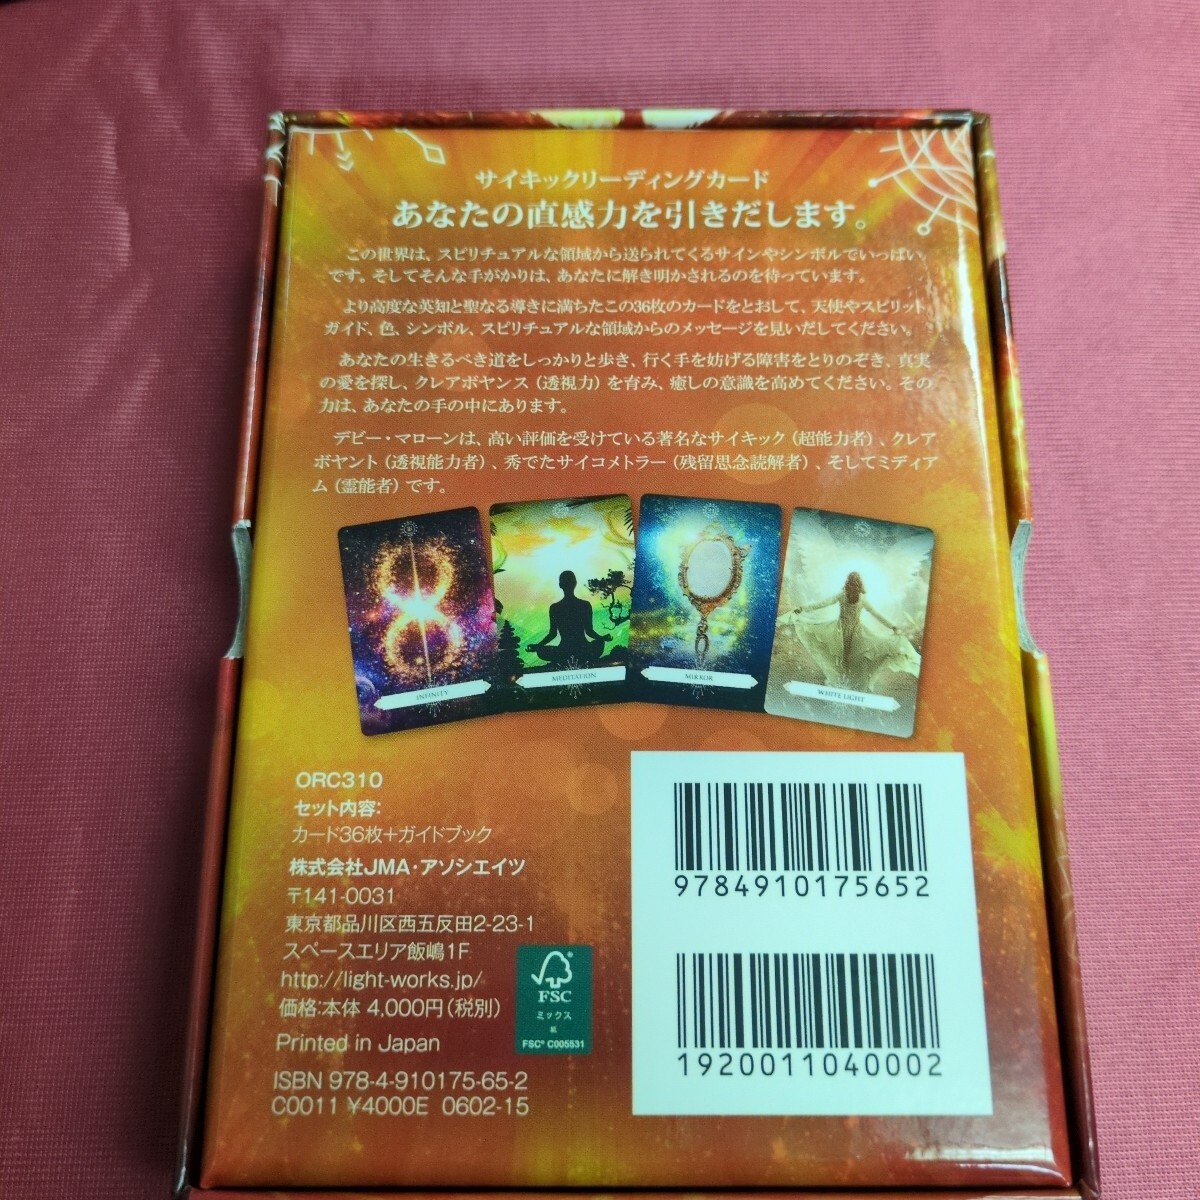 サイキックリーディングカード
あなたの直感力を引きだします。
この世界は、スピリチュアルな領域から送られてくるサインやシンボルでいっぱい
です。そしてそんな手がかりは、あなたに解き明かされるのを待っています。
より高度な英知と聖なる導きに満ちたこの36枚のカードをとおして、天使やスピリット
ガイド、色、シンボル、スピリチュアルな領域からのメッセージを見いだしてください。
あなたの生きるべき道をしっかりと歩き、行く手を妨げる障害をとりのぞき、真実
の愛を探し、クレアボヤンス(透視力)を育み、癒しの意識を高めてください。その
力は、あなたの手の中にあります。
デビー・マローンは、高い評価を受けている著名なサイキック(超能力者)、クレア
ボヤント(透視能力者)、秀でたサイコメトラー(残留思念読解者)、そしてミディア
ム(霊能者)です。
INFINITY
MEDITATION
MIRROR
WHITE LIGHT
ORC310
セット内容:
カード36枚+ガイドブック
株式会社JMA・アソシエイツ
〒141-0031
東京都品川区西五反田2-23-1
スペースエリア飯嶋1F
http://light-works.jp/
価格:本体 4,000円(税別)
Printed in Japan
ISBN 978-4-910175-65-2
C0011 ¥4000E 0602-15
FSC
ミックス
紙
FSC® C005531
9784910175652
1920011040002